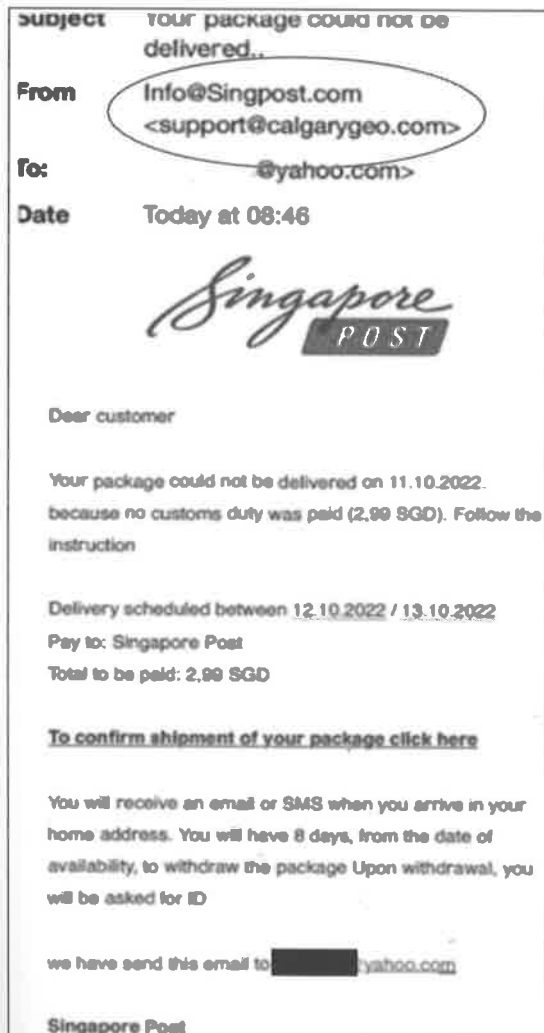 Subject Your package could not be
delivered..
From Info@Singpost.com
<support@calgarygeo.com>
To: @yahoo.com>
Date Today at 08:46
Singapore
POST
Dear customer
Your package could not be delivered on 11.10.2022.
because no customs duty was paid (2,99 SGD). Follow the
instruction
Delivery scheduled between 12.10.2022 / 13.10.2022
Pay to: Singapore Post
Total to be paid: 2,99 SGD
To confirm shipment of your package click here
You will receive an email or SMS when you arrive in your
home address. You will have 8 days, from the date of
availability, to withdraw the package Upon withdrawal, you
will be asked for ID
we have send this email to yahoo.com
Singapore Post